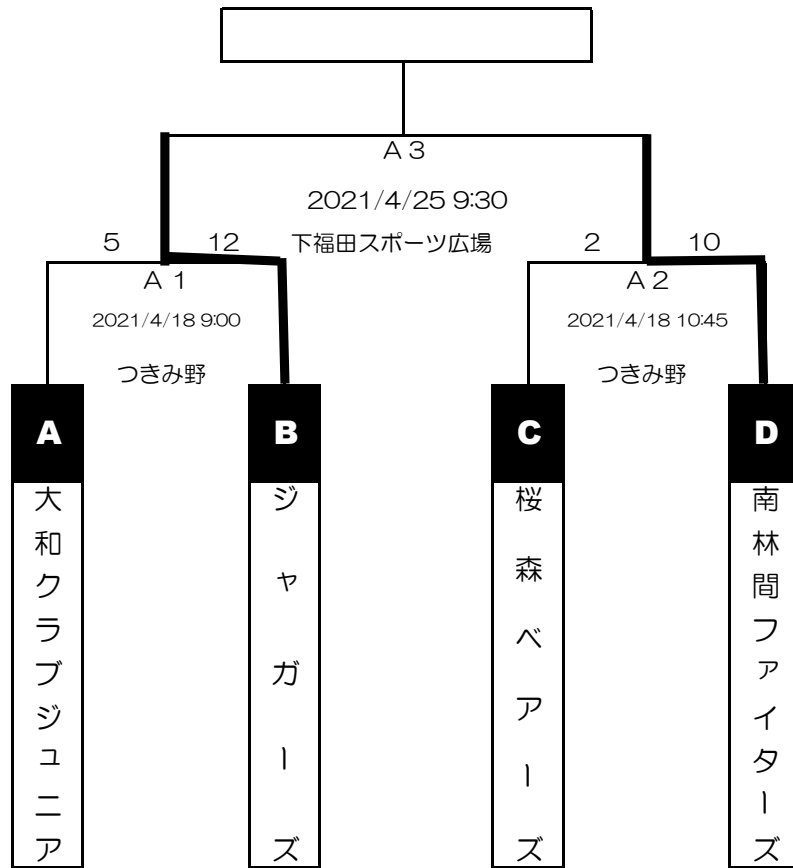 A3
2021/4/25 9:30
下福田スポーツ広場
5 12
A1
2021/4/18 9:00
つきみ野
2 10
A2
2021/4/18 10:45
つきみ野
A
大和クラブジュニア
B
ジャガーズ
C
桜森ベアーズ
D
南林間ファイターズ